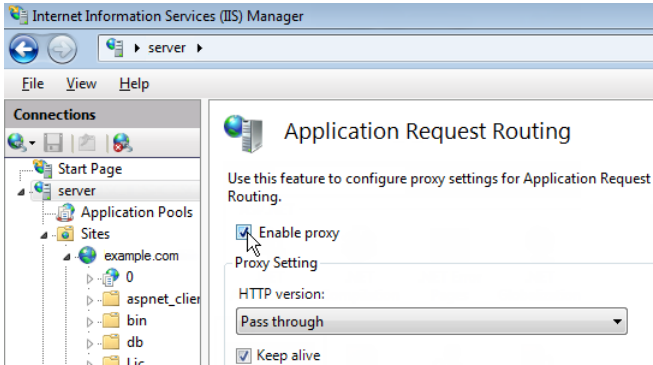 Internet Information Services (IIS) Manager
server
File View Help
Connections
Start Page
server
Application Pools
Sites
example.com
0
aspnet_clier
bin
db
Lic
Application Request Routing
Use this feature to configure proxy settings for Application Request
Routing.
Enable proxy
Proxy Setting
HTTP version:
Pass through
Keep alive